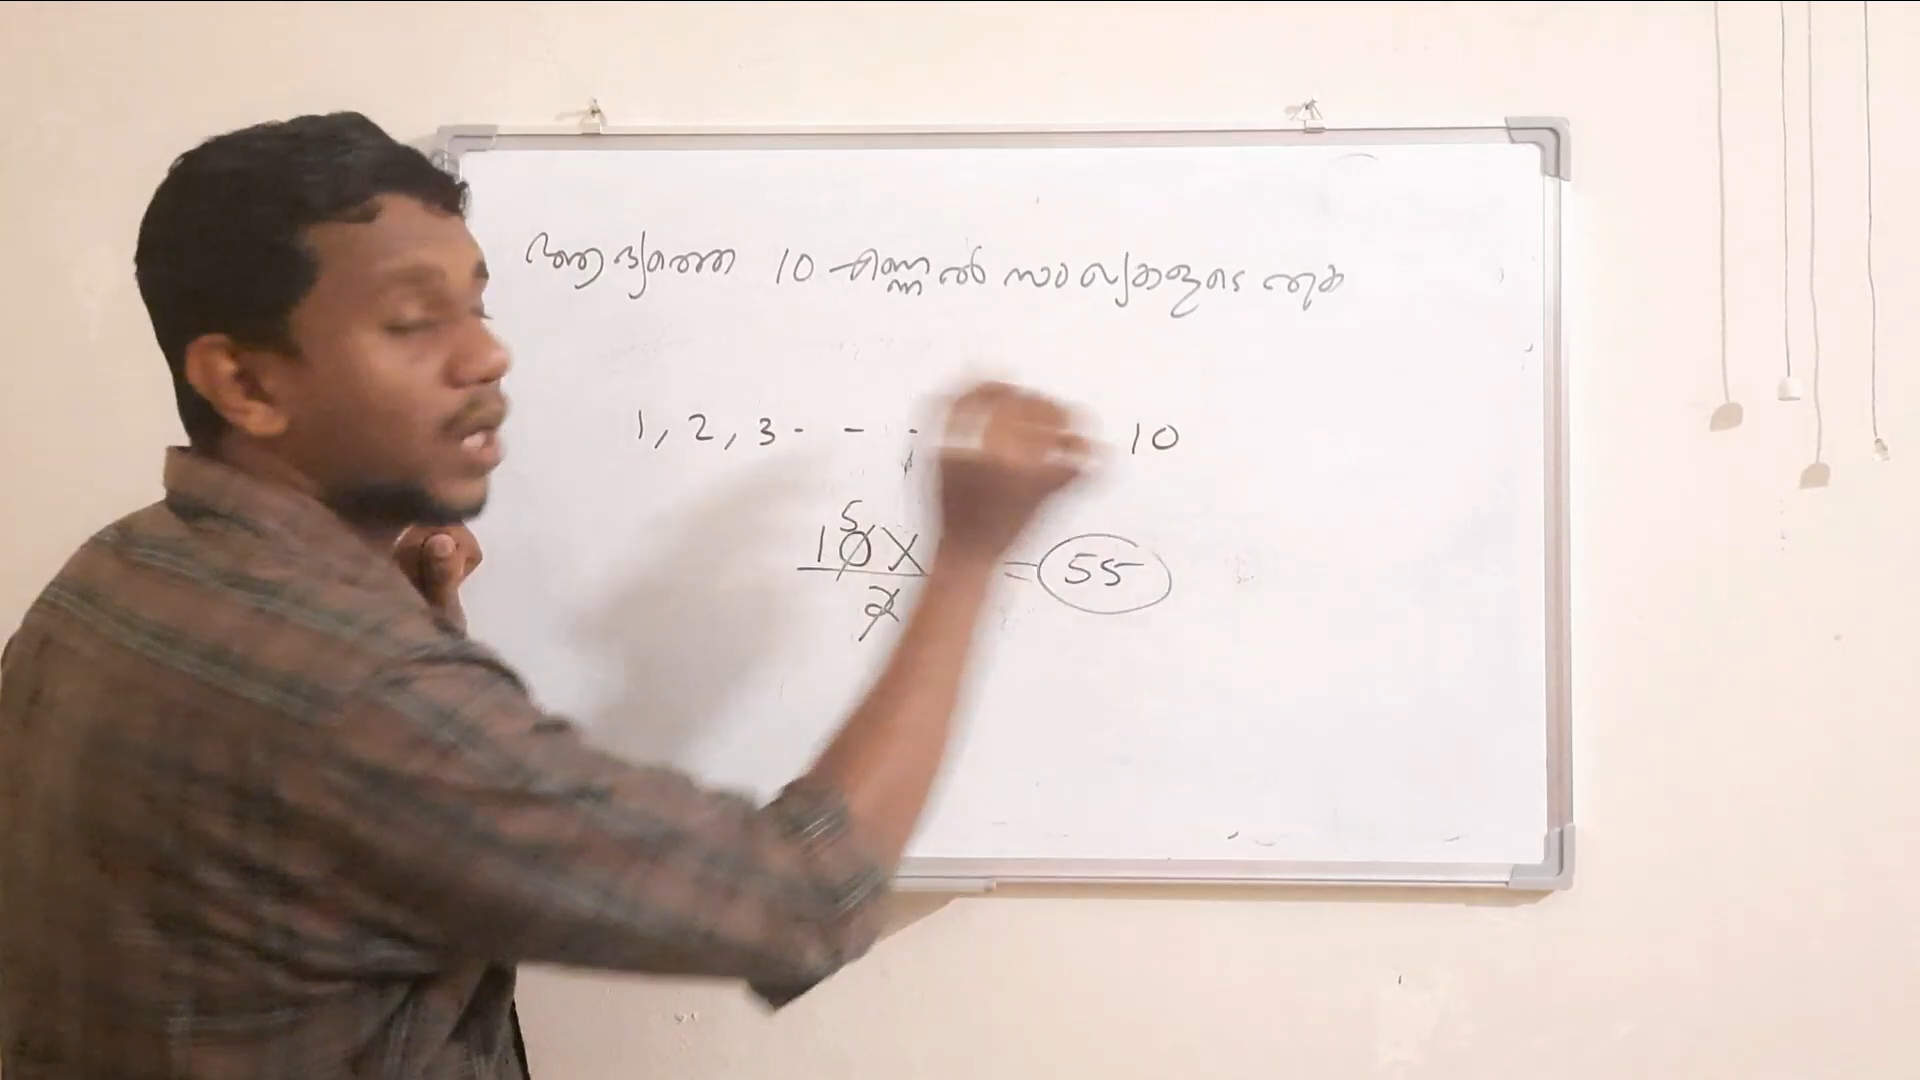 ആദ്യത്തെ 10 എണ്ണൽ സംഖ്യകളുടെ തുക
1, 2, 3 - - - 10
5
10 X = 55
2